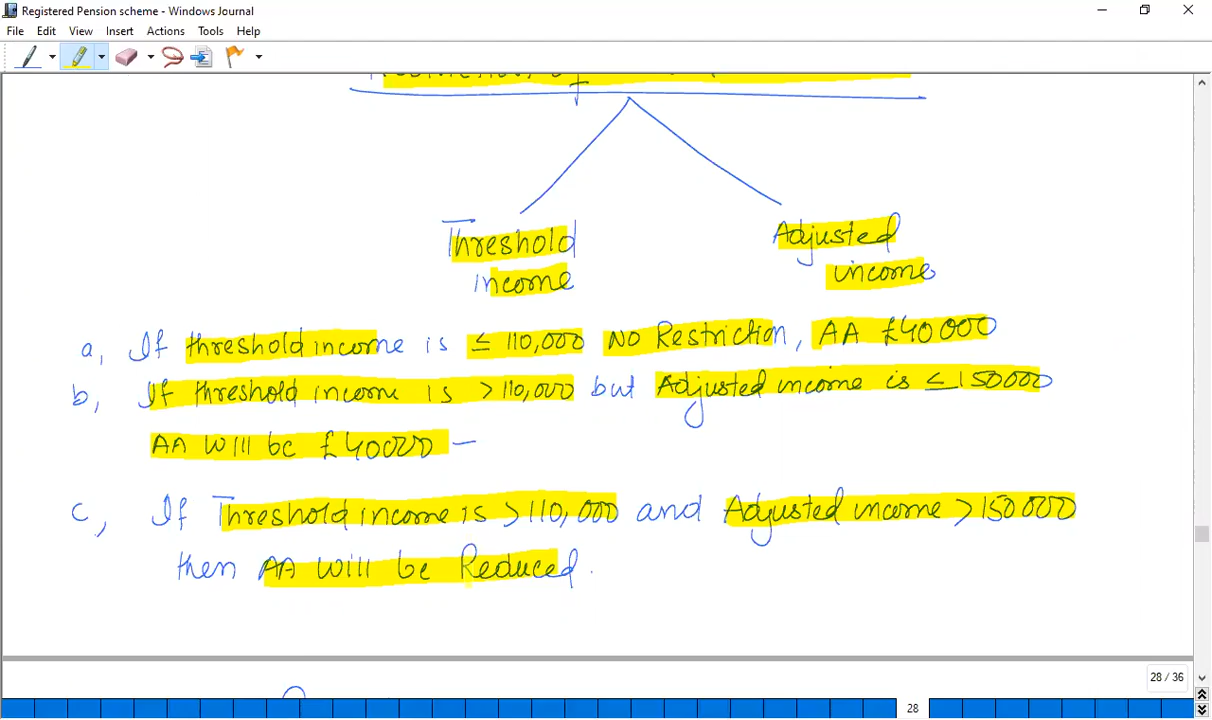 Registered Pension scheme - Windows Journal
File Edit View Insert Actions Tools Help
Threshold income
Adjusted income
a, If threshold income is ≤ 110,000 No Restriction, AA £40000
b, If threshold income is >110,000 but Adjusted income is ≤150000
AA will be £40000 –
c, If Threshold income is >110,000 and Adjusted income >150000
then AA will be Reduced.
28 / 36
28